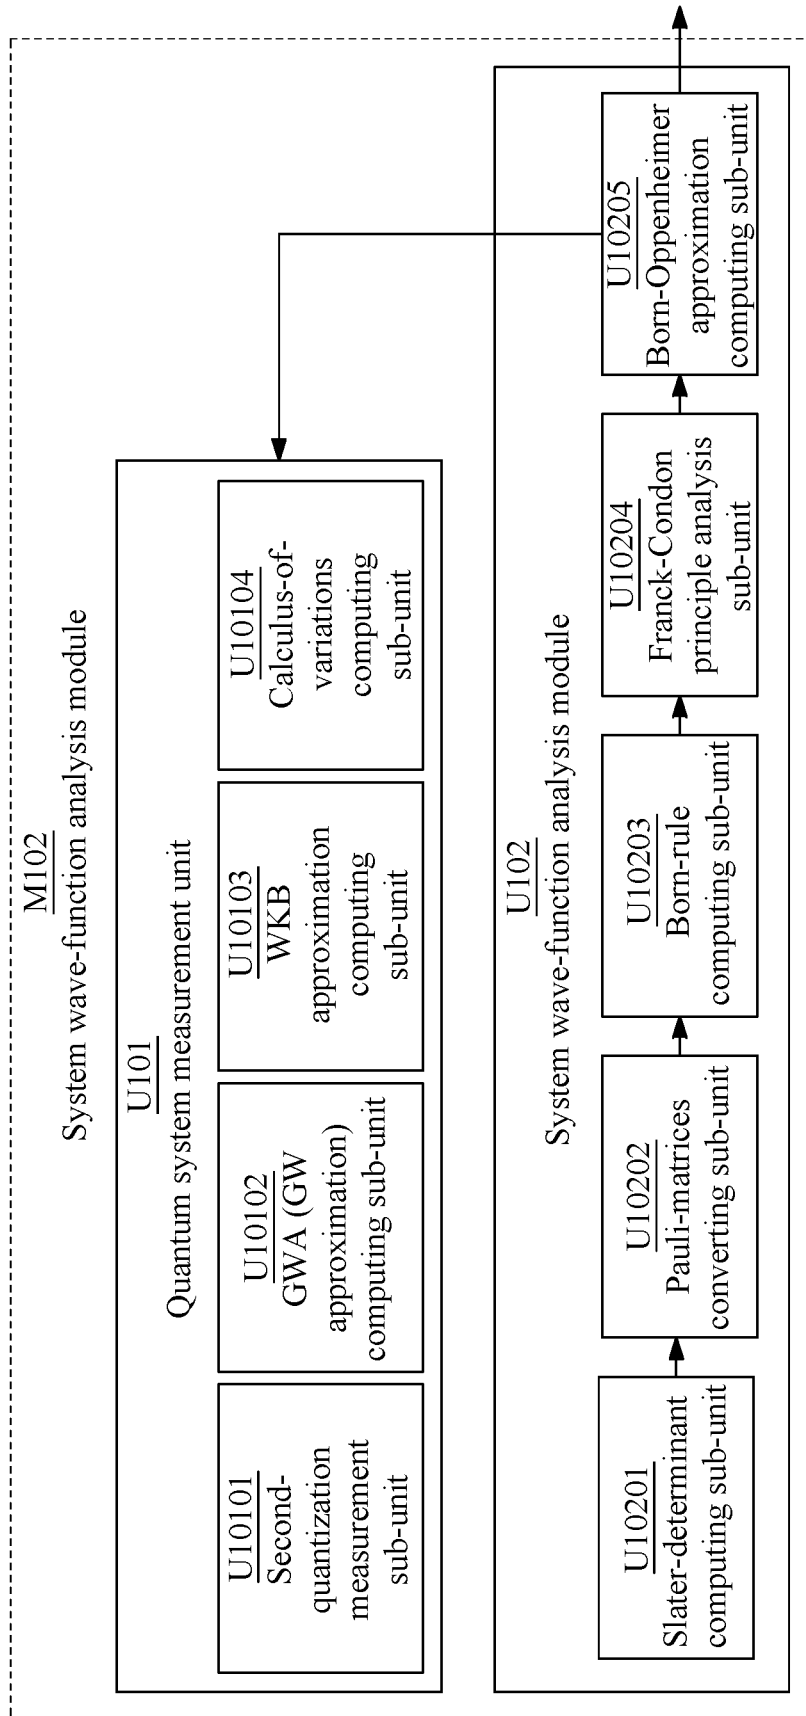 M102
System wave-function analysis module
U101
Quantum system measurement unit
U10101
Second-
quantization
measurement
sub-unit
U10102
GWA (GW
approximation)
computing sub-unit
U10103
WKB
approximation
computing
sub-unit
U10104
Calculus-of-
variations
computing
sub-unit
U102
System wave-function analysis module
U10201
Slater-determinant
computing sub-unit
U10202
Pauli-matrices
converting sub-unit
U10203
Born-rule
computing sub-unit
U10204
Franck-Condon
principle analysis
sub-unit
U10205
Born-Oppenheimer
approximation
computing sub-unit